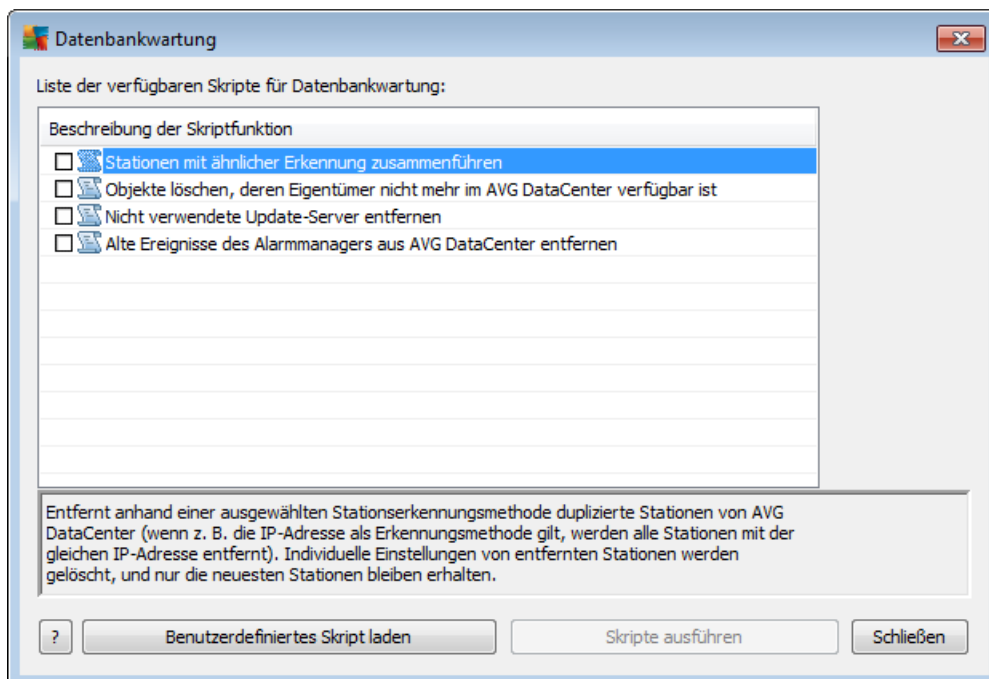 Datenbankwartung
Liste der verfügbaren Skripte für Datenbankwartung:
Beschreibung der Skriptfunktion
Stationen mit ähnlicher Erkennung zusammenführen
Objekte löschen, deren Eigentümer nicht mehr im AVG DataCenter verfügbar ist
Nicht verwendete Update-Server entfernen
Alte Ereignisse des Alarmmanagers aus AVG DataCenter entfernen
Entfernt anhand einer ausgewählten Stationserkennungsmethode duplizierte Stationen von AVG
DataCenter (wenn z. B. die IP-Adresse als Erkennungsmethode gilt, werden alle Stationen mit der
gleichen IP-Adresse entfernt). Individuelle Einstellungen von entfernten Stationen werden
gelöscht, und nur die neuesten Stationen bleiben erhalten.
? Benutzerdefiniertes Skript laden Skripte ausführen Schließen